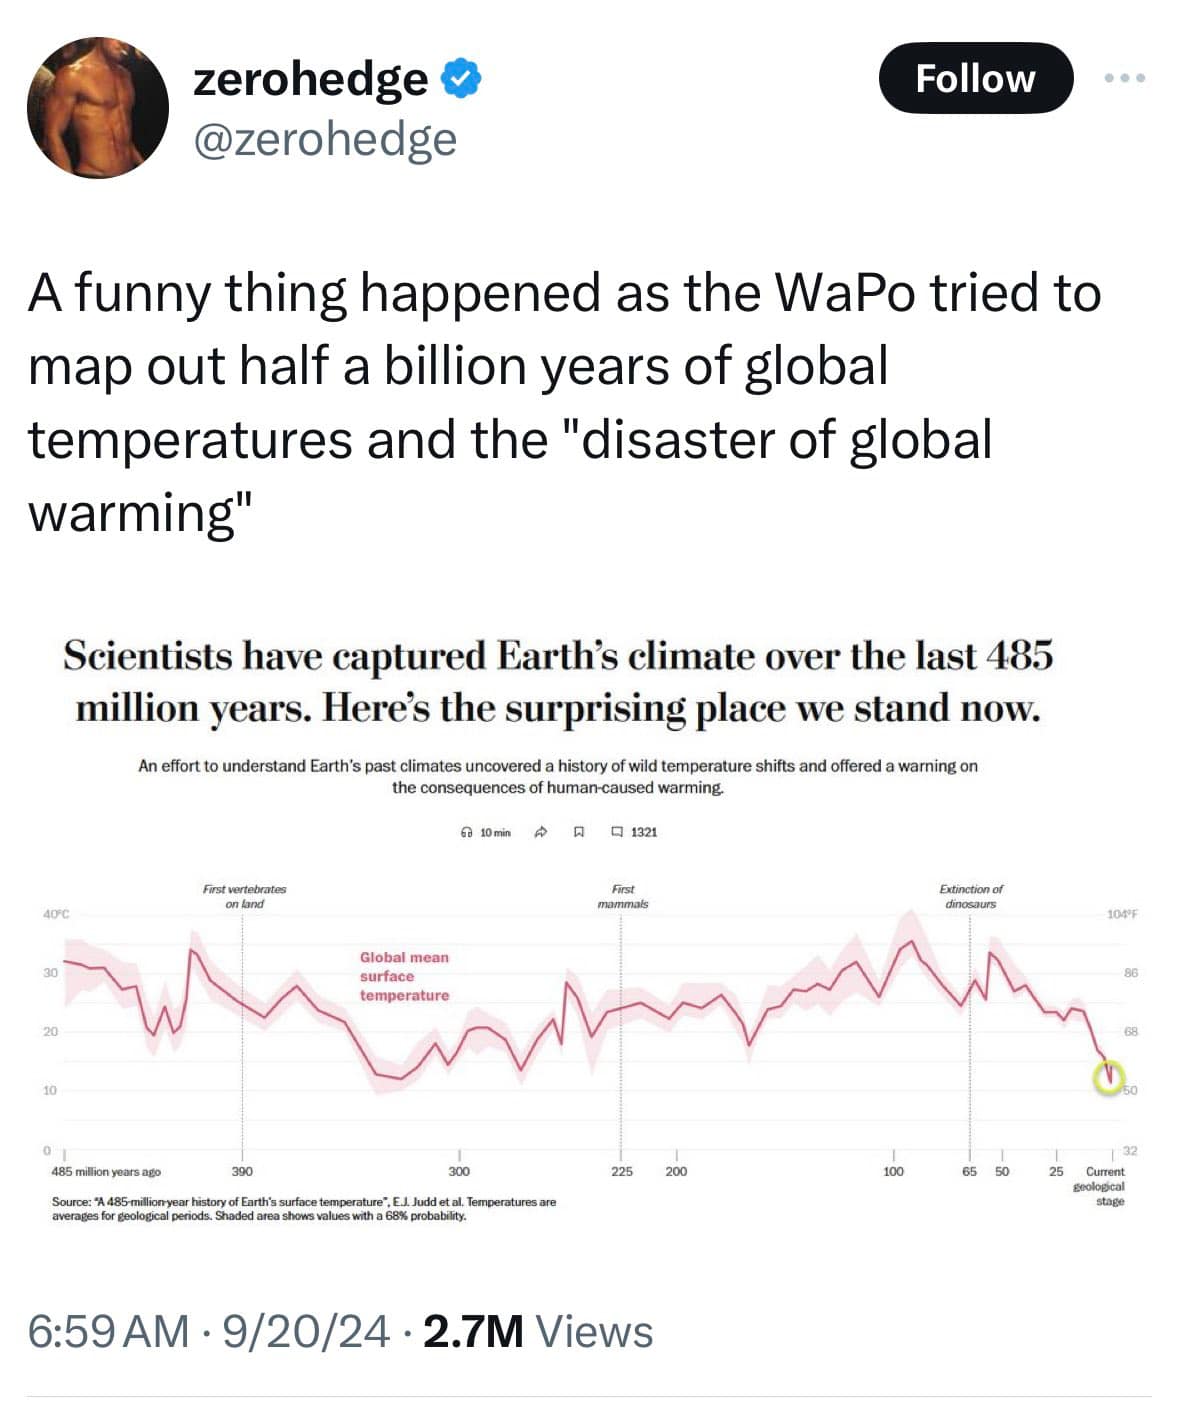 zerohedge
@zerohedge
Follow
A funny thing happened as the WaPo tried to
map out half a billion years of global
temperatures and the "disaster of global
warming"
Scientists have captured Earth's climate over the last 485
million years. Here's the surprising place we stand now.
An effort to understand Earth's past climates uncovered a history of wild temperature shifts and offered a warning on
the consequences of human-caused warming.
10 min 1321
First vertebrates
on land
First
mammals
Extinction of
dinosaurs
40°C
104°F
Global mean
surface
temperature
30
86
20
68
10
50
0
32
485 million years ago 390 300 225 200 100 65 50 25 Current
geological
stage
Source: "A 485-million-year history of Earth's surface temperature", E.J. Judd et al. Temperatures are
averages for geological periods. Shaded area shows values with a 68% probability.
6:59 AM · 9/20/24 · 2.7M Views